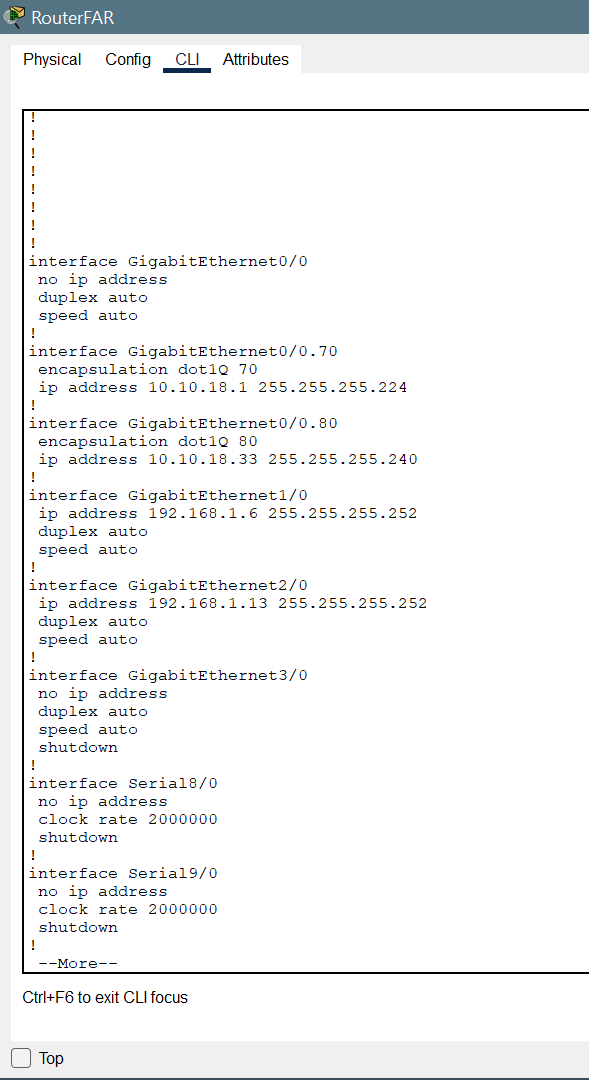 RouterFAR
Physical Config CLI Attributes
!
!
!
!
!
!
!
!
interface GigabitEthernet0/0
 no ip address
 duplex auto
 speed auto
!
interface GigabitEthernet0/0.70
 encapsulation dot1Q 70
 ip address 10.10.18.1 255.255.255.224
!
interface GigabitEthernet0/0.80
 encapsulation dot1Q 80
 ip address 10.10.18.33 255.255.255.240
!
interface GigabitEthernet1/0
 ip address 192.168.1.6 255.255.255.252
 duplex auto
 speed auto
!
interface GigabitEthernet2/0
 ip address 192.168.1.13 255.255.255.252
 duplex auto
 speed auto
!
interface GigabitEthernet3/0
 no ip address
 duplex auto
 speed auto
 shutdown
!
interface Serial8/0
 no ip address
 clock rate 2000000
 shutdown
!
interface Serial9/0
 no ip address
 clock rate 2000000
 shutdown
!
 --More--
Ctrl+F6 to exit CLI focus
Top